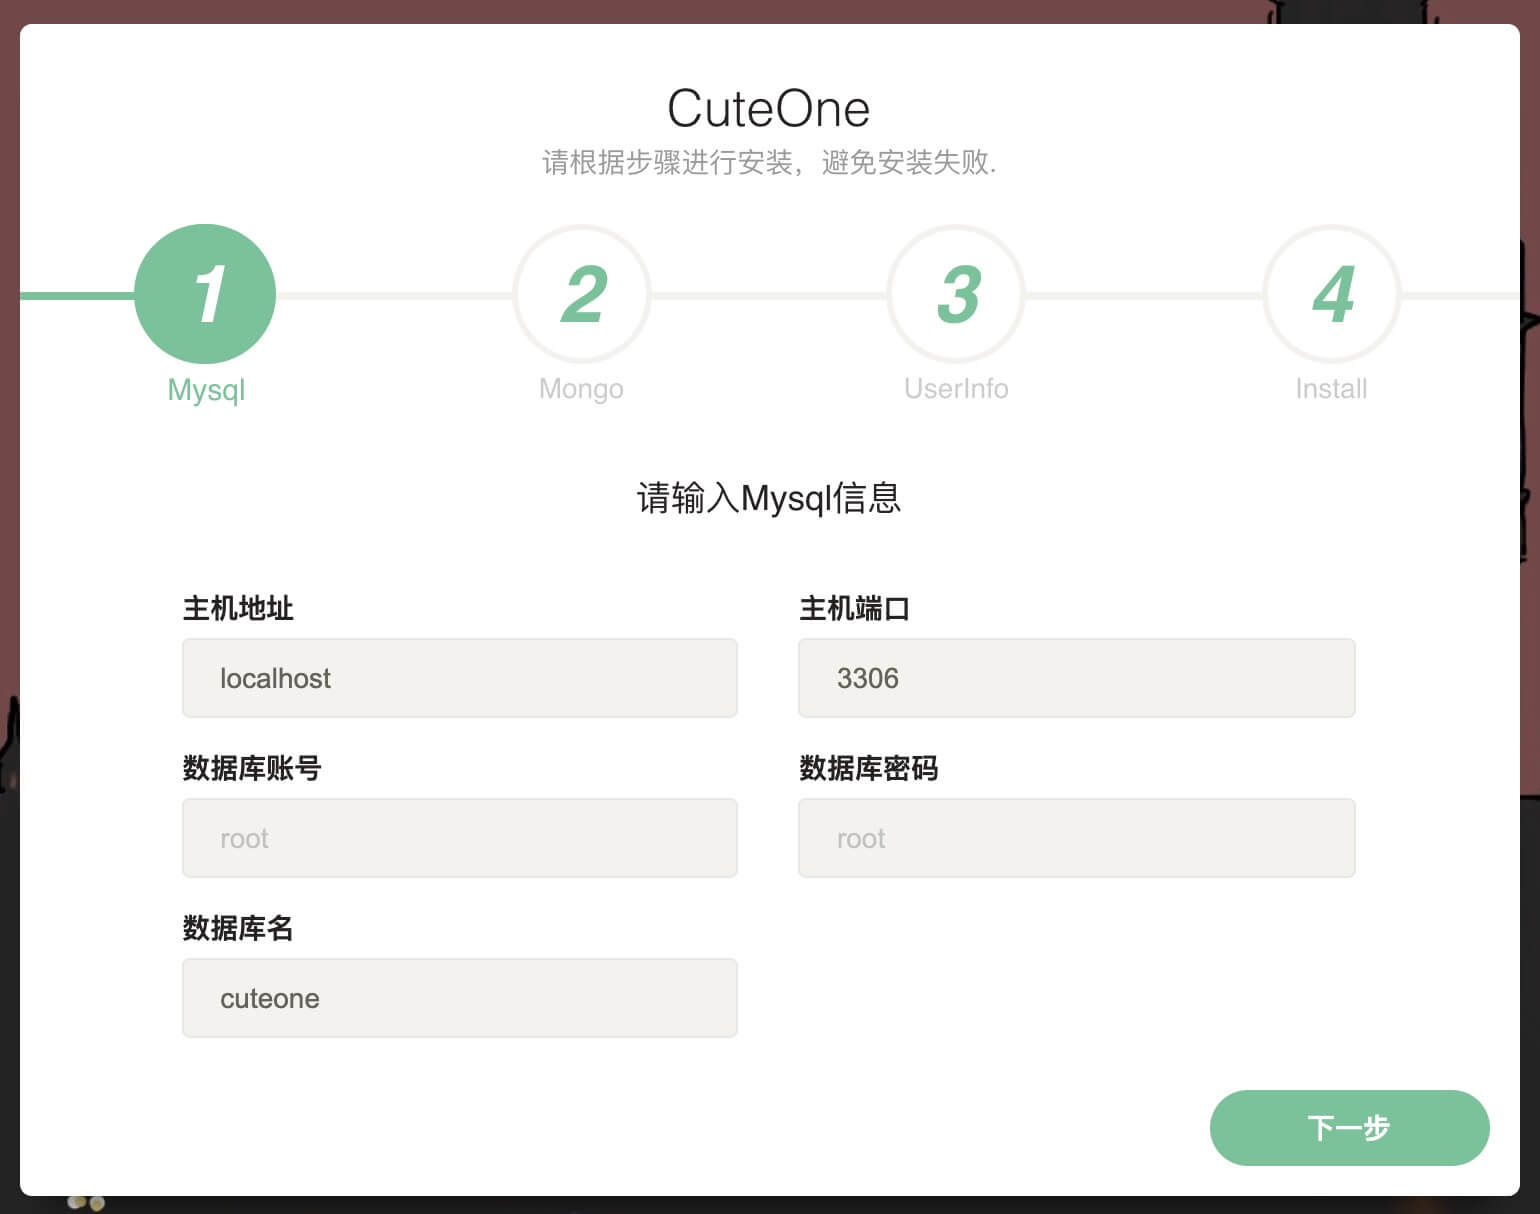 CuteOne
请根据步骤进行安装，避免安装失败.
1 2 3 4
Mysql Mongo UserInfo Install
请输入Mysql信息
主机地址 主机端口
localhost 3306
数据库账号 数据库密码
root root
数据库名
cuteone
下一步